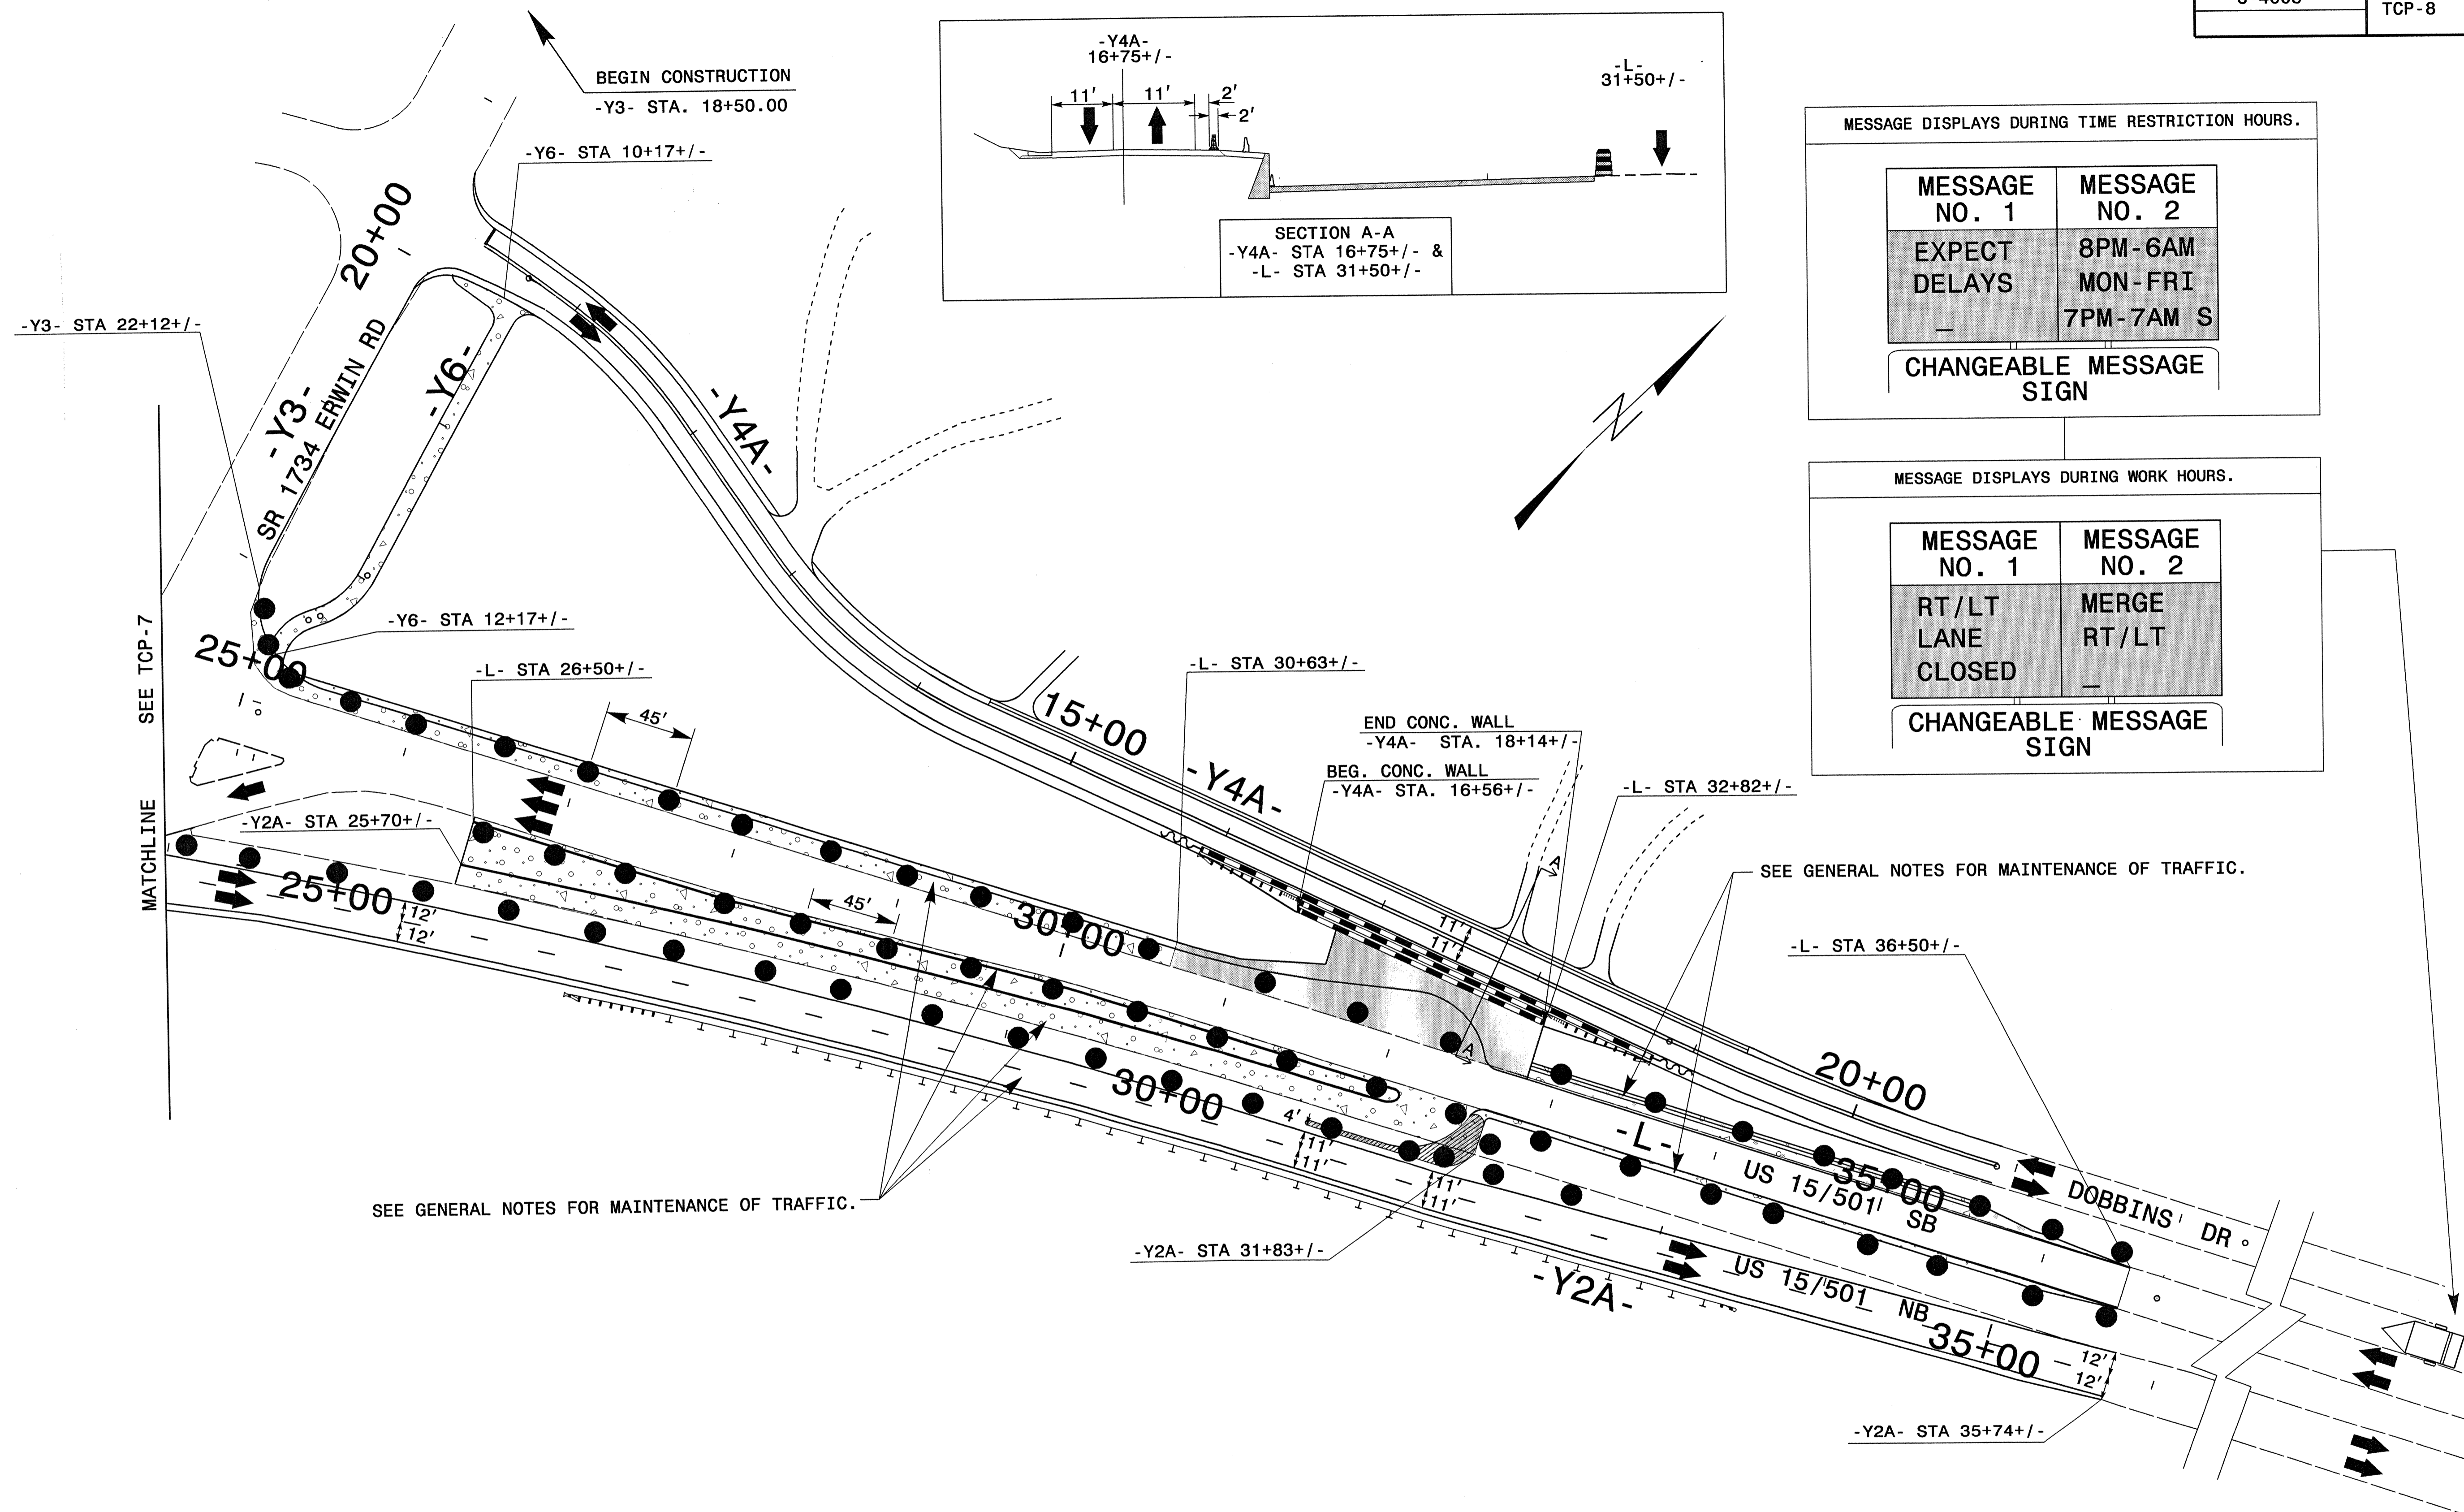 TCP-8
BEGIN CONSTRUCTION
-Y3- STA. 18+50.00
-Y6- STA 10+17+/-
20+00
-Y3- STA 22+12+/-
-Y3-
SR 1734 ERWIN RD
-Y6-
-Y4A-
-Y4A-
16+75+/-
11'
11'
2'
2'
-L-
31+50+/-
SECTION A-A
-Y4A- STA 16+75+/- &
-L- STA 31+50+/-
N
MESSAGE DISPLAYS DURING TIME RESTRICTION HOURS.
MESSAGE
NO. 1
MESSAGE
NO. 2
EXPECT
DELAYS
_
8PM-6AM
MON-FRI
7PM-7AM S
CHANGEABLE MESSAGE
SIGN
MESSAGE DISPLAYS DURING WORK HOURS.
MESSAGE
NO. 1
MESSAGE
NO. 2
RT/LT
LANE
CLOSED
MERGE
RT/LT
_
CHANGEABLE MESSAGE
SIGN
MATCHLINE SEE TCP-7
25+00
-Y6- STA 12+17+/-
-L- STA 26+50+/-
45'
-Y2A- STA 25+70+/-
25+00
12'
12'
45'
-L- STA 30+63+/-
30+00
15+00
-Y4A-
END CONC. WALL
-Y4A- STA. 18+14+/-
BEG. CONC. WALL
-Y4A- STA. 16+56+/-
-L- STA 32+82+/-
A
A
11'
11'
SEE GENERAL NOTES FOR MAINTENANCE OF TRAFFIC.
-L- STA 36+50+/-
20+00
30+00
4'
11'
11'
11'
11'
-L-
US 15/501 SB
35+00
DOBBINS DR
SEE GENERAL NOTES FOR MAINTENANCE OF TRAFFIC.
-Y2A- STA 31+83+/-
-Y2A-
US 15/501 NB
35+00
12'
12'
-Y2A- STA 35+74+/-